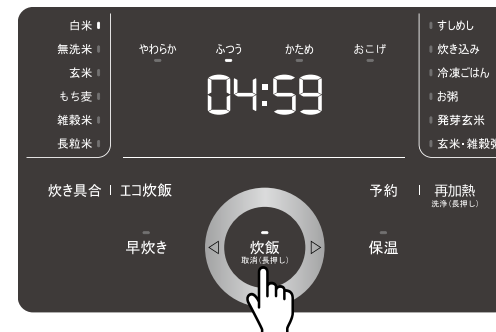 白米
無洗米
玄米
もち麦
雑穀米
長粒米
やわらか ふつう かため おこげ
04:59
すしめし
炊き込み
冷凍ごはん
お粥
発芽玄米
玄米・雑穀粥
炊き具合 エコ炊飯 予約 再加熱
洗浄(長押し)
早炊き 炊飯 保温
取消(長押し)